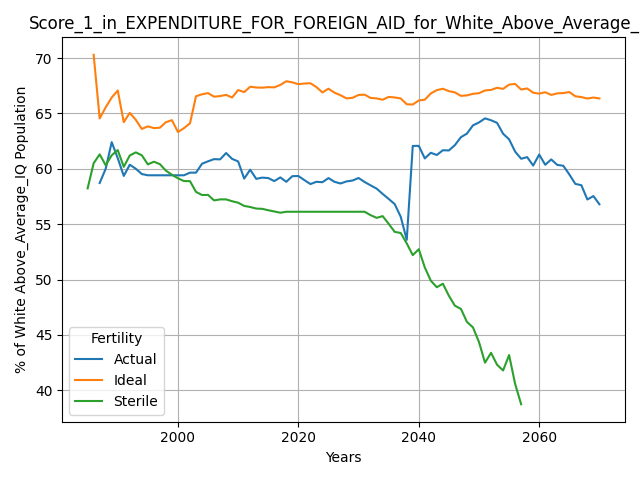 Score_1_in_EXPENDITURE_FOR_FOREIGN_AID_for_White_Above_Average_
% of White Above_Average_IQ Population
70
65
60
55
50
45
40
Fertility
Actual
Ideal
Sterile
2000
2020
2040
2060
Years